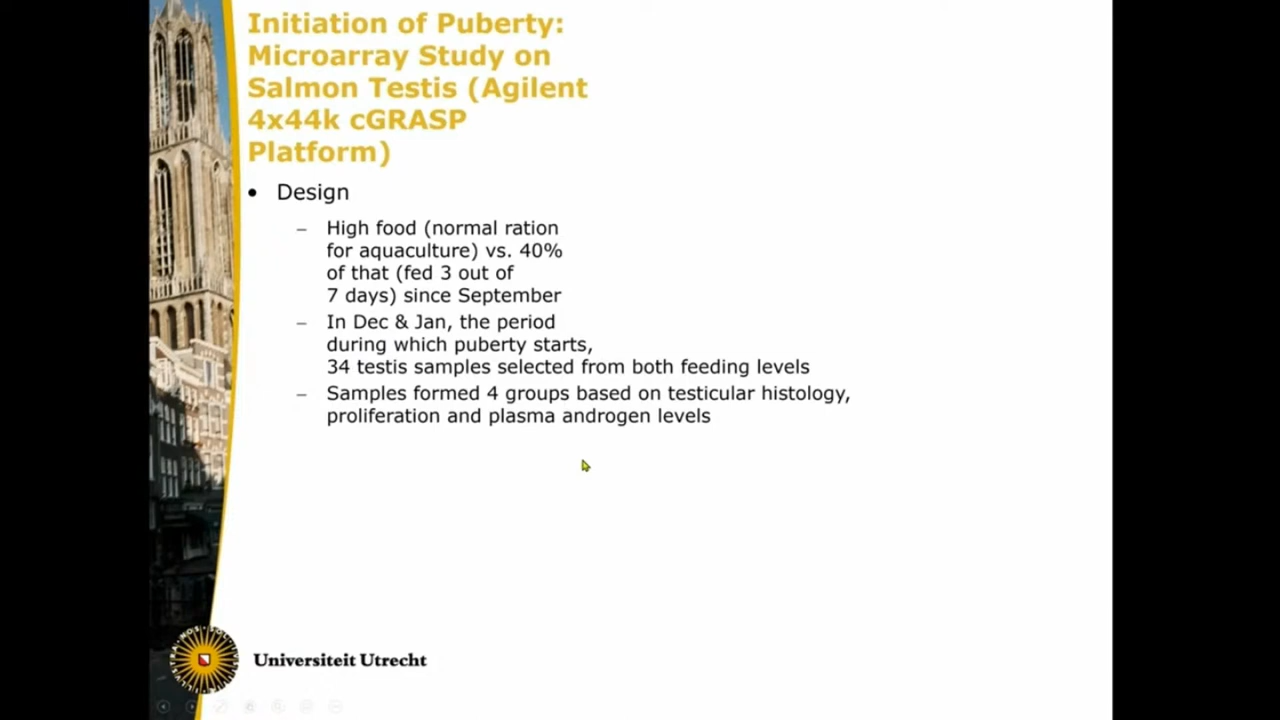 Initiation of Puberty:
Microarray Study on
Salmon Testis (Agilent
4x44k cGRASP
Platform)
• Design
– High food (normal ration
for aquaculture) vs. 40%
of that (fed 3 out of
7 days) since September
– In Dec & Jan, the period
during which puberty starts,
34 testis samples selected from both feeding levels
– Samples formed 4 groups based on testicular histology,
proliferation and plasma androgen levels
Universiteit Utrecht